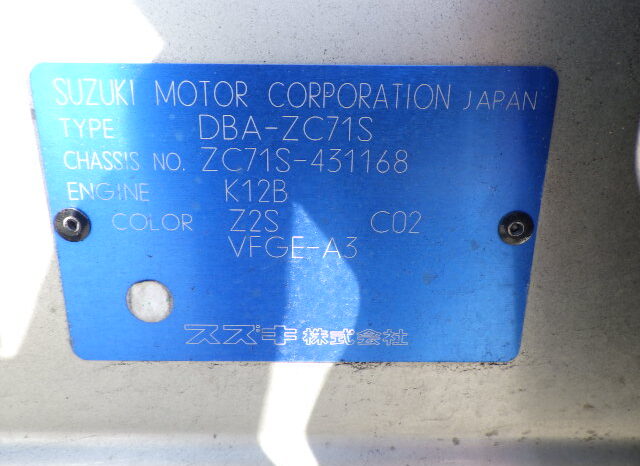 SUZUKI MOTOR CORPORATION JAPAN
TYPE DBA-ZC71S
CHASSIS NO. ZC71S-431168
ENGINE K12B
COLOR Z2S C02
VFGE-A3
スズキ株式会社